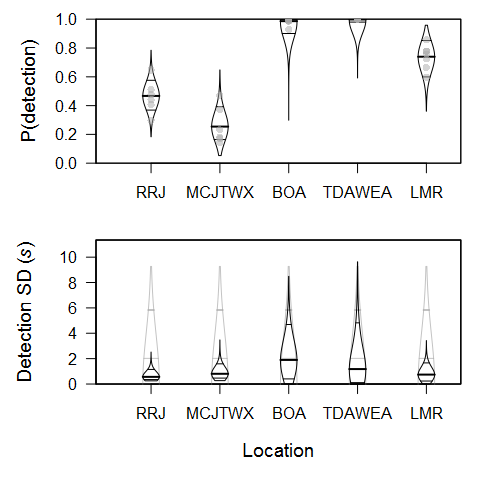 P(detection)
1.0
0.8
0.6
0.4
0.2
0.0
RRJ MCJTWX BOA TDAWEA LMR
Detection SD (s)
10
8
6
4
2
0
RRJ MCJTWX BOA TDAWEA LMR
Location